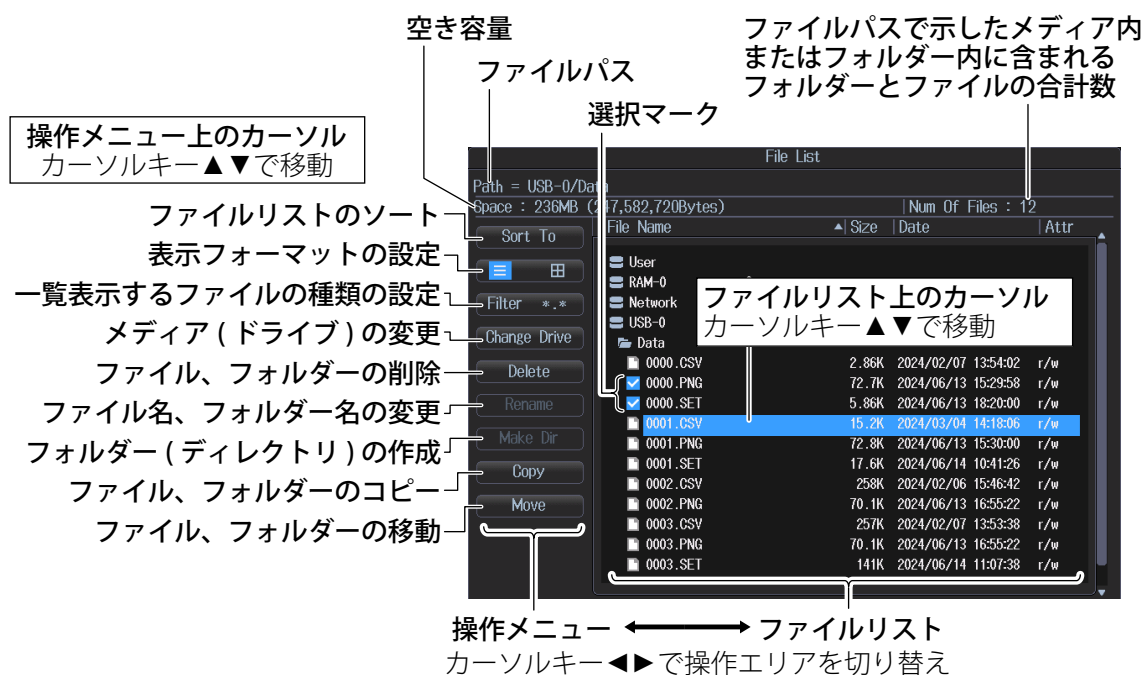 空き容量
ファイルパス
選択マーク
ファイルパスで示したメディア内
またはフォルダー内に含まれる
フォルダーとファイルの合計数
操作メニュー上のカーソル
カーソルキー▲▼で移動
ファイルリストのソート
表示フォーマットの設定
一覧表示するファイルの種類の設定
メディア ( ドライブ ) の変更
ファイル、フォルダーの削除
ファイル名、フォルダー名の変更
フォルダー ( ディレクトリ ) の作成
ファイル、フォルダーのコピー
ファイル、フォルダーの移動
File List
Path = USB-0/Data
Space : 236MB (247,582,720Bytes) Num Of Files : 12
Sort To
Filter *.*
Change Drive
Delete
Rename
Make Dir
Copy
Move
File Name ▲ Size Date Attr
User
RAM-0
Network
USB-0
Data
ファイルリスト上のカーソル
カーソルキー▲▼で移動
0000.CSV 2.86K 2024/02/07 13:54:02 r/w
0000.PNG 72.7K 2024/06/13 15:29:58 r/w
0000.SET 5.86K 2024/06/13 18:20:00 r/w
0001.CSV 15.2K 2024/03/04 14:18:06 r/w
0001.PNG 72.8K 2024/06/13 15:30:00 r/w
0001.SET 17.6K 2024/06/14 10:41:26 r/w
0002.CSV 258K 2024/02/06 15:46:42 r/w
0002.PNG 70.1K 2024/06/13 16:55:22 r/w
0003.CSV 257K 2024/02/07 13:53:38 r/w
0003.PNG 70.1K 2024/06/13 16:55:22 r/w
0003.SET 141K 2024/06/14 11:07:38 r/w
操作メニュー ファイルリスト
カーソルキー◀▶で操作エリアを切り替え